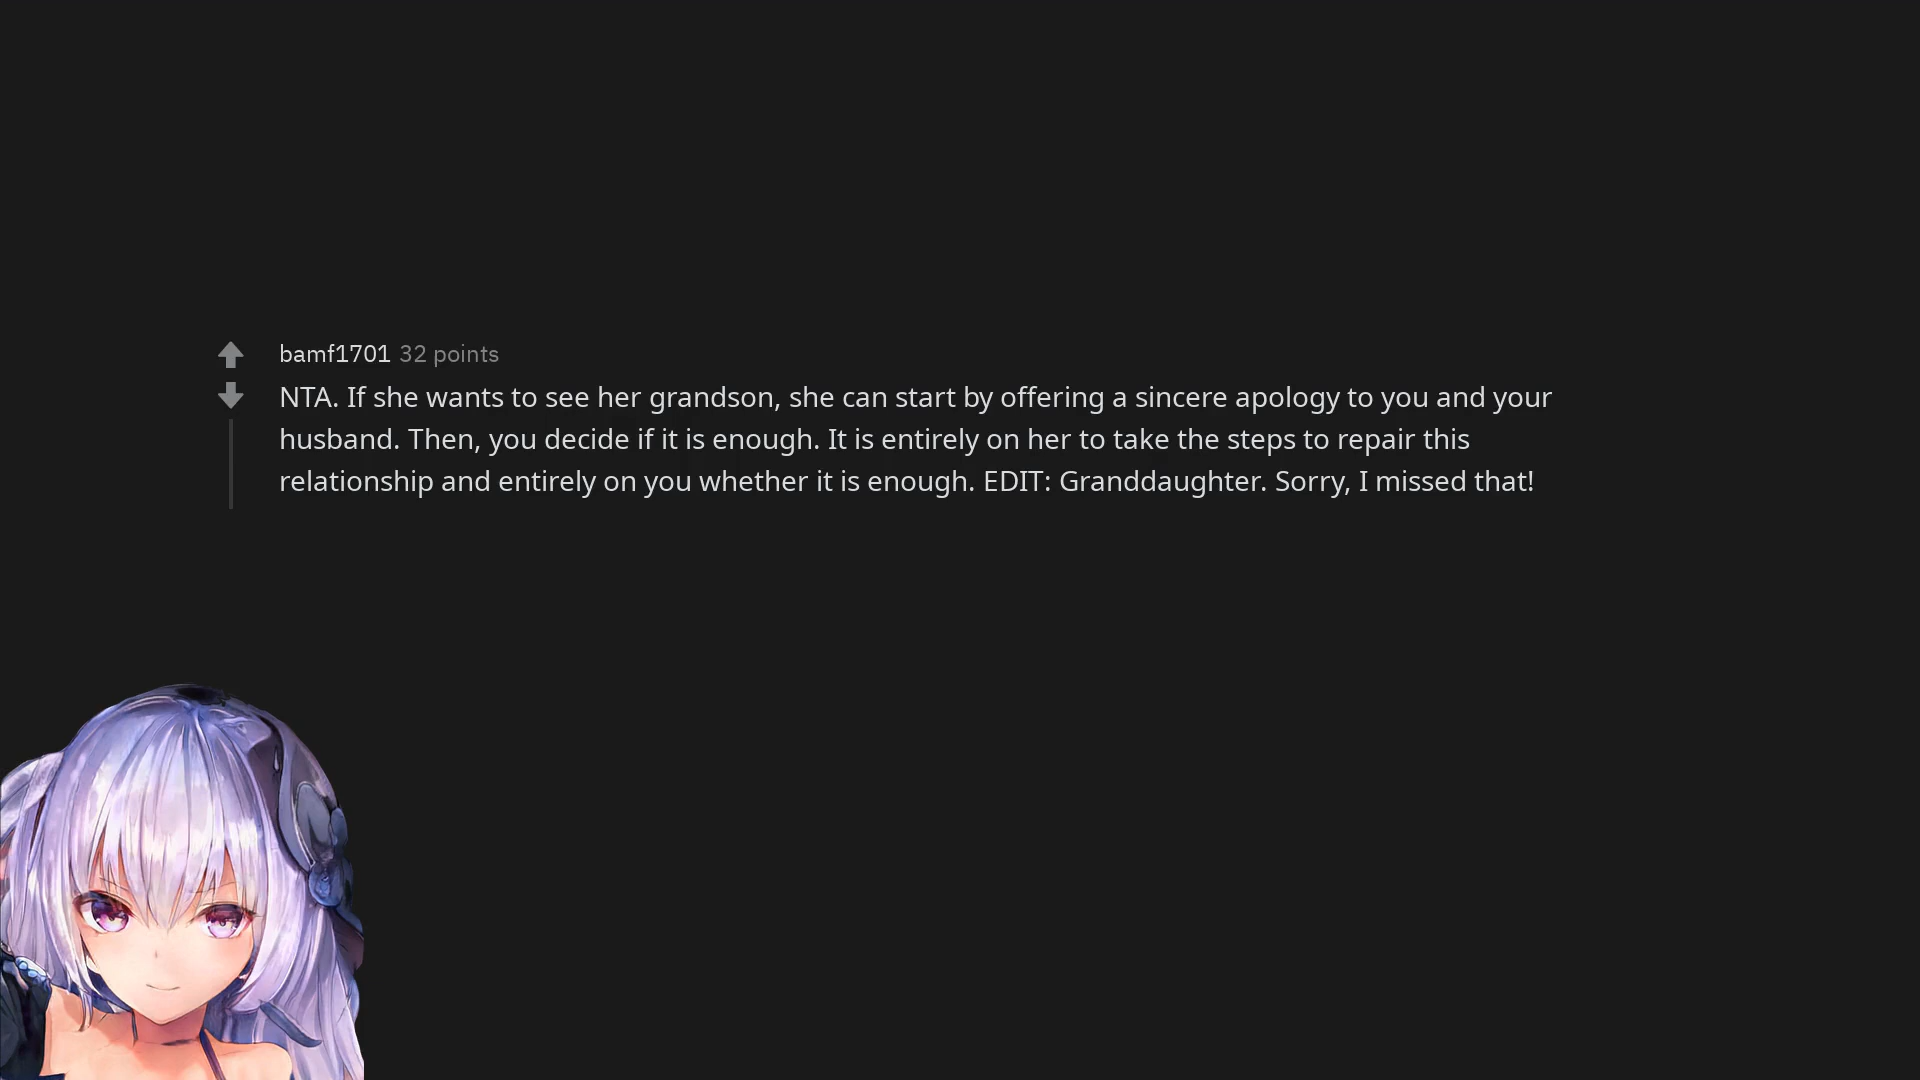 bamf1701 32 points
NTA. If she wants to see her grandson, she can start by offering a sincere apology to you and your
husband. Then, you decide if it is enough. It is entirely on her to take the steps to repair this
relationship and entirely on you whether it is enough. EDIT: Granddaughter. Sorry, I missed that!